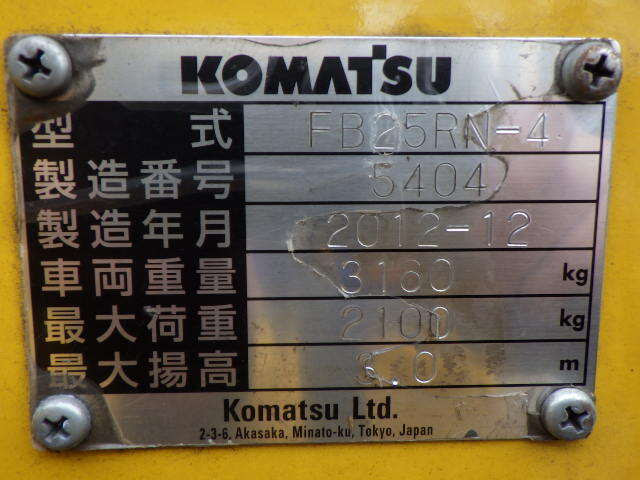 KOMATSU
型式 FB25RN-4
製造番号 5404
製造年月 2012-12
車両重量 3160 kg
最大荷重 2100 kg
最大揚高 3.0 m
Komatsu Ltd.
2-3-6, Akasaka, Minato-ku, Tokyo, Japan